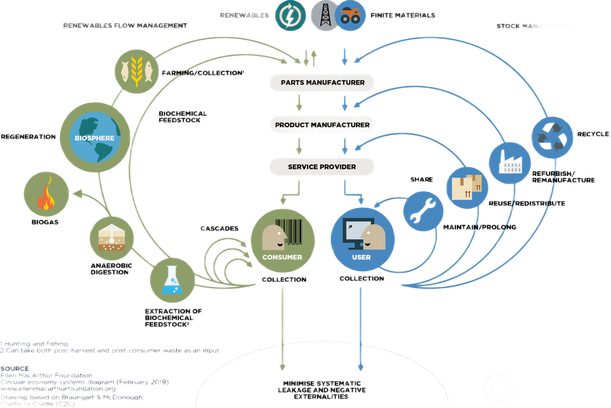 RENEWABLES FLOW MANAGEMENT
RENEWABLES
FINITE MATERIALS
STOCK
FARMING/COLLECTION¹
PARTS MANUFACTURER
BIOCHEMICAL
FEEDSTOCK
PRODUCT MANUFACTURER
REGENERATION
BIOSPHERE
RECYCLE
SERVICE PROVIDER
SHARE
REFURBISH/
REMANUFACTURE
REUSE/REDISTRIBUTE
BIOGAS
CASCADES
MAINTAIN/PROLONG
CONSUMER
USER
ANAEROBIC
DIGESTION
COLLECTION
COLLECTION
EXTRACTION OF
BIOCHEMICAL
FEEDSTOCK²
1 Hunting and fishing
2 Can take both post-harvest and post-consumer waste as an input
SOURCE
Ellen MacArthur Foundation
Circular economy systems diagram (February 2019)
www.ellenmacarthurfoundation.org
Drawing based on Braungart & McDonough,
Cradle to Cradle (C2C)
MINIMISE SYSTEMATIC
LEAKAGE AND NEGATIVE
EXTERNALITIES